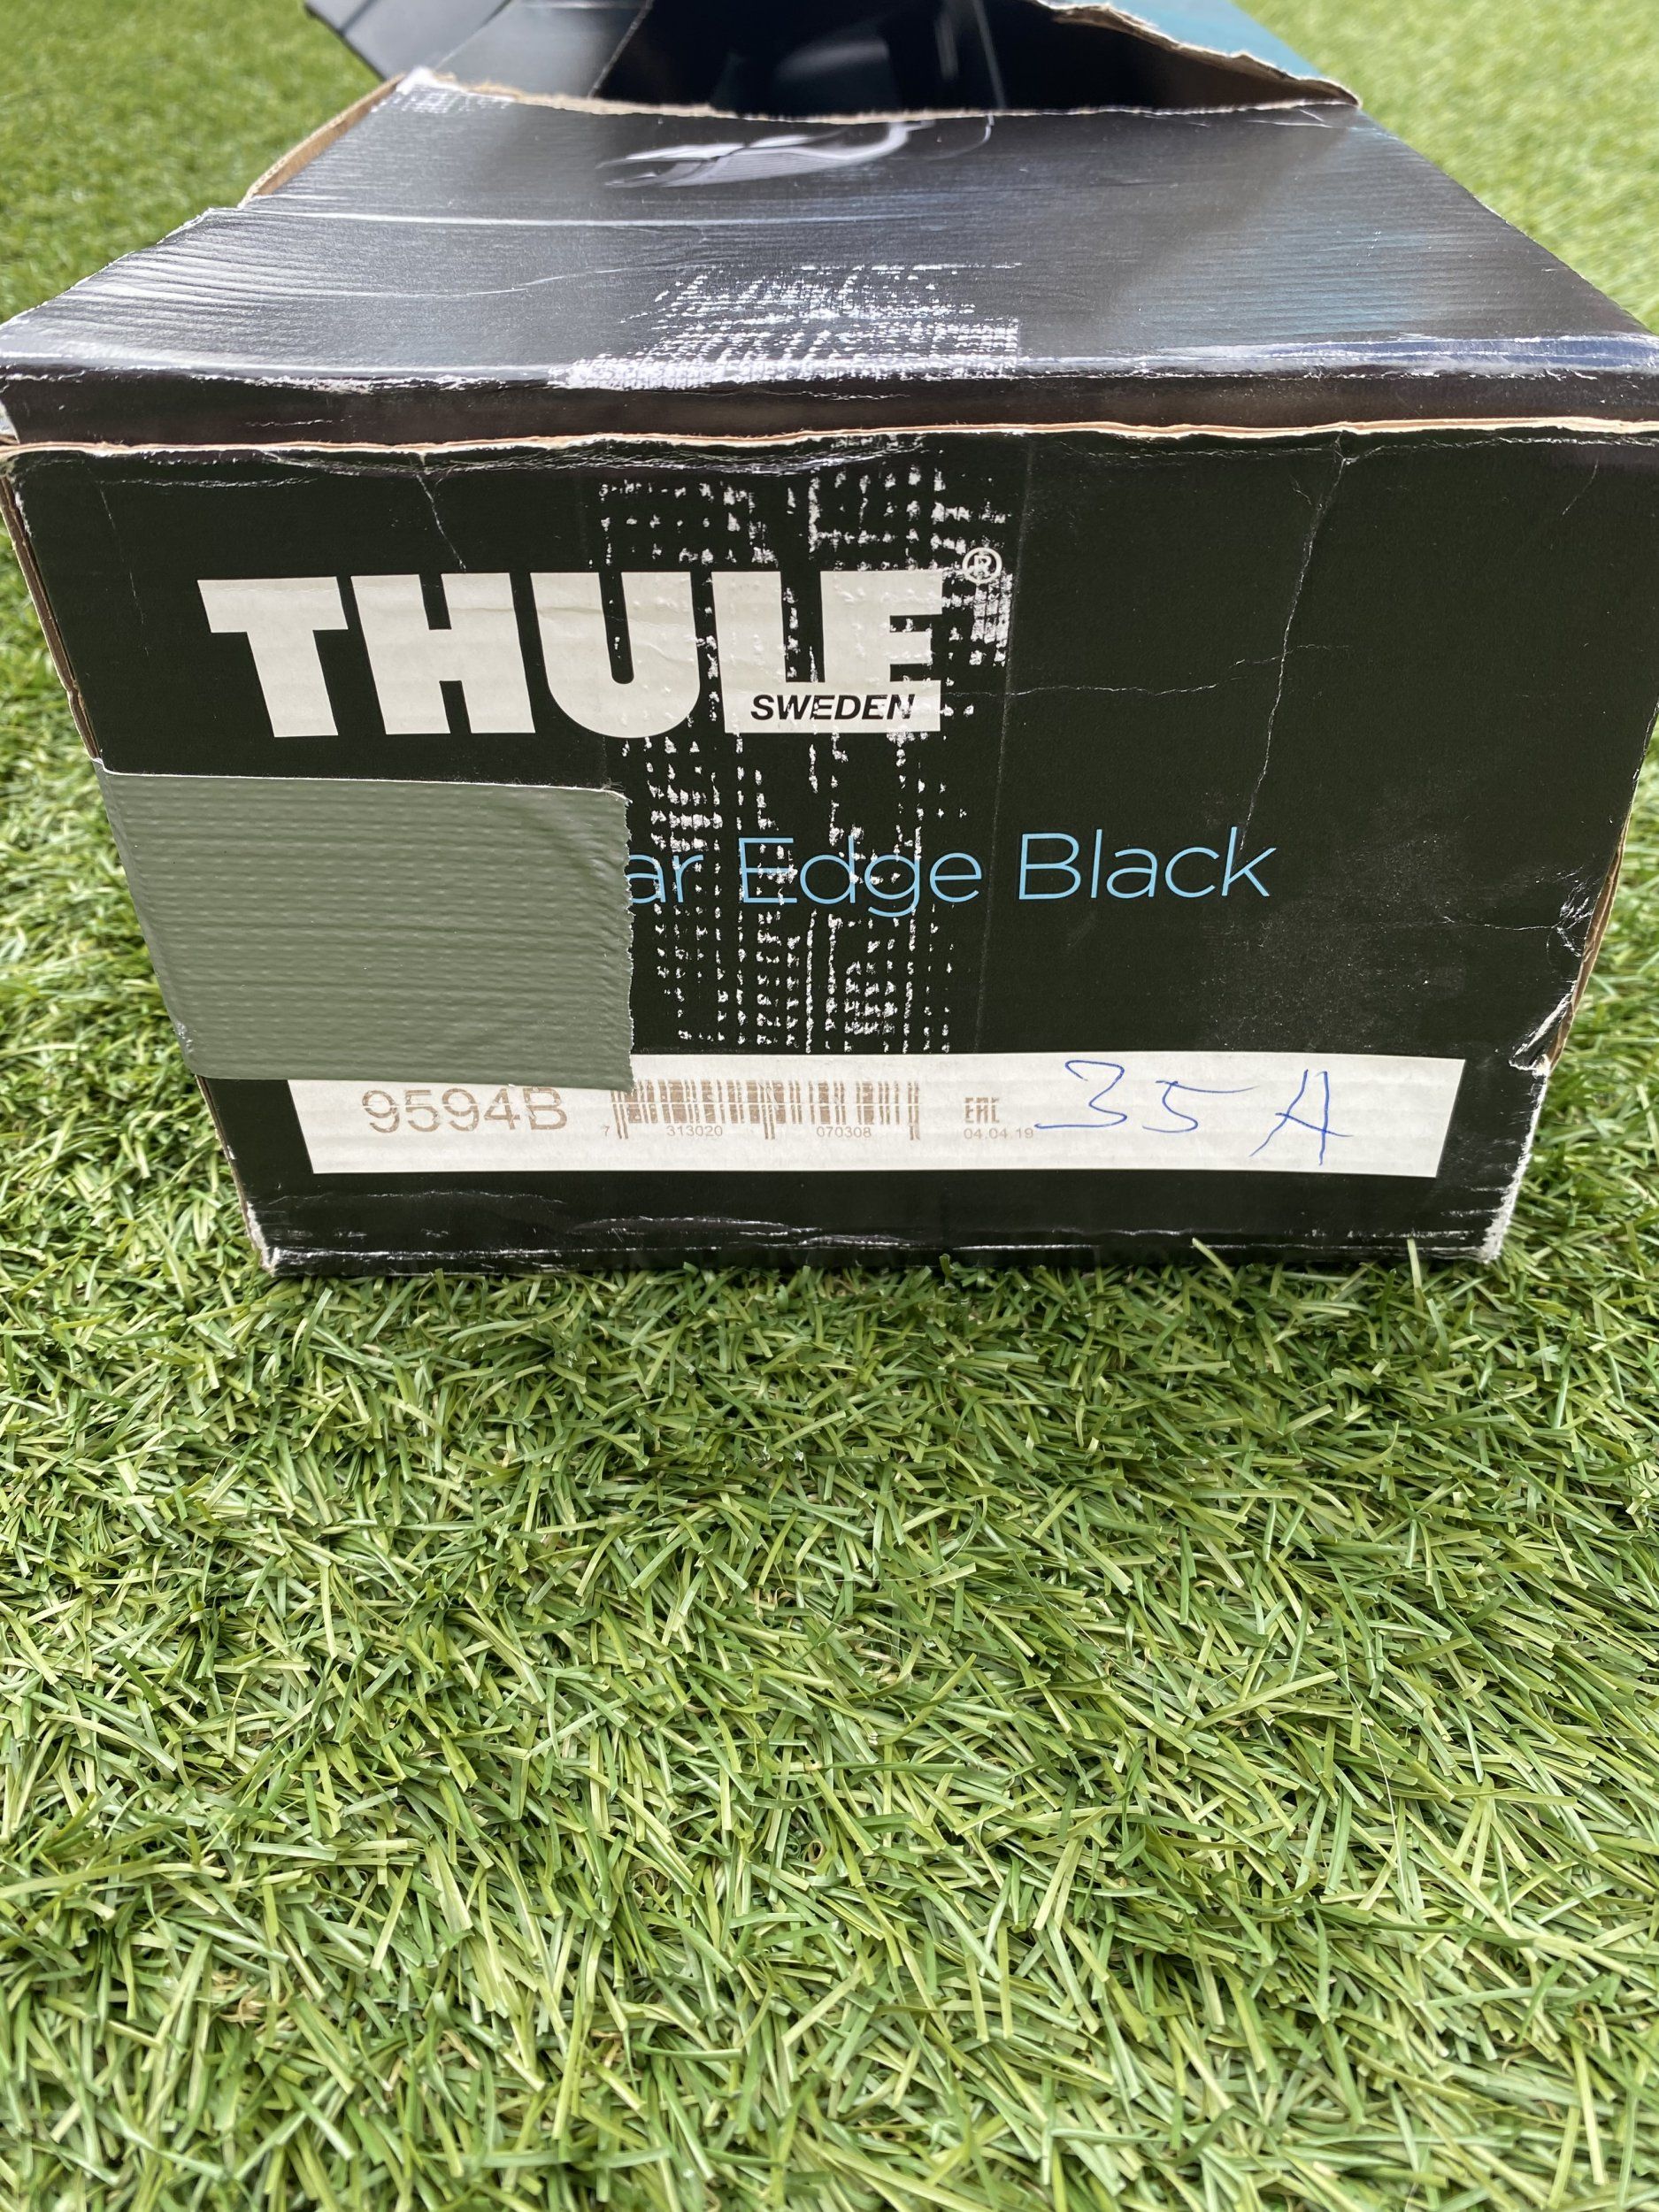 THULE®
SWEDEN
ar Edge Black
9594B
7 313020 070308
EAC
04.04.19
35A